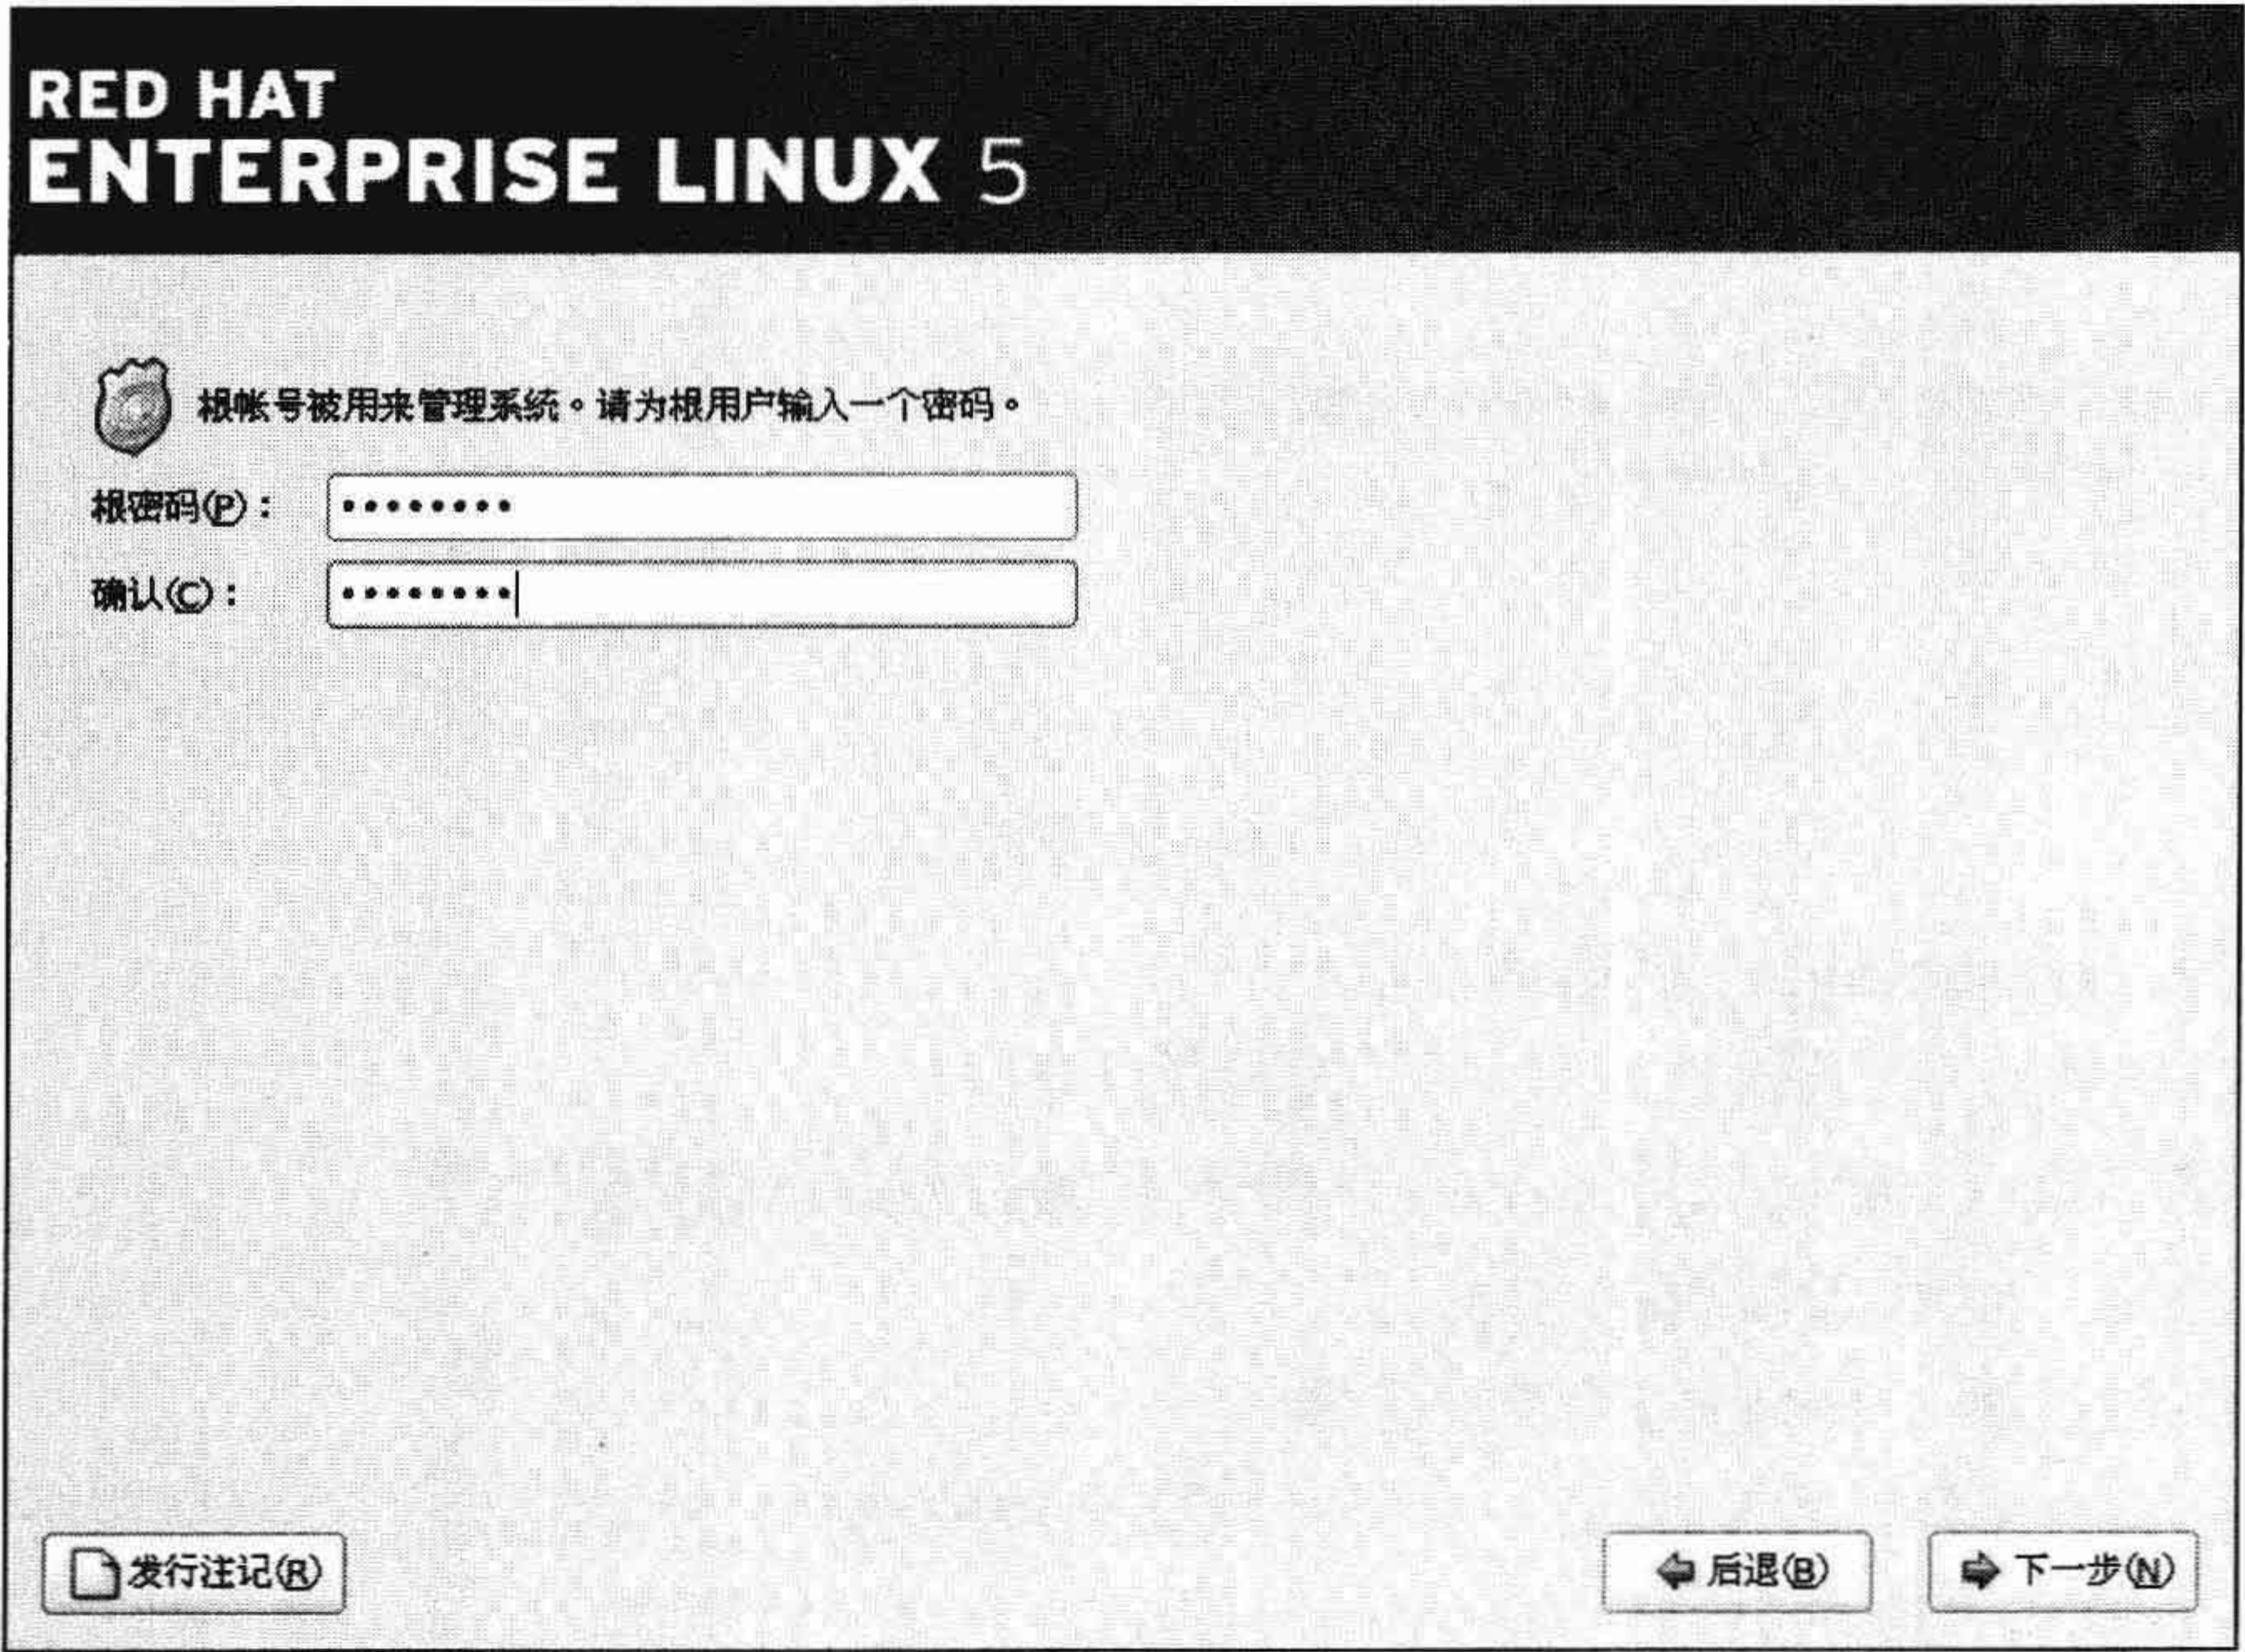 RED HAT
ENTERPRISE LINUX 5
根帐号被用来管理系统。请为根用户输入一个密码。
根密码(P)：
••••••••
确认(C)：
••••••••
发行注记(R)
后退(B)
下一步(N)